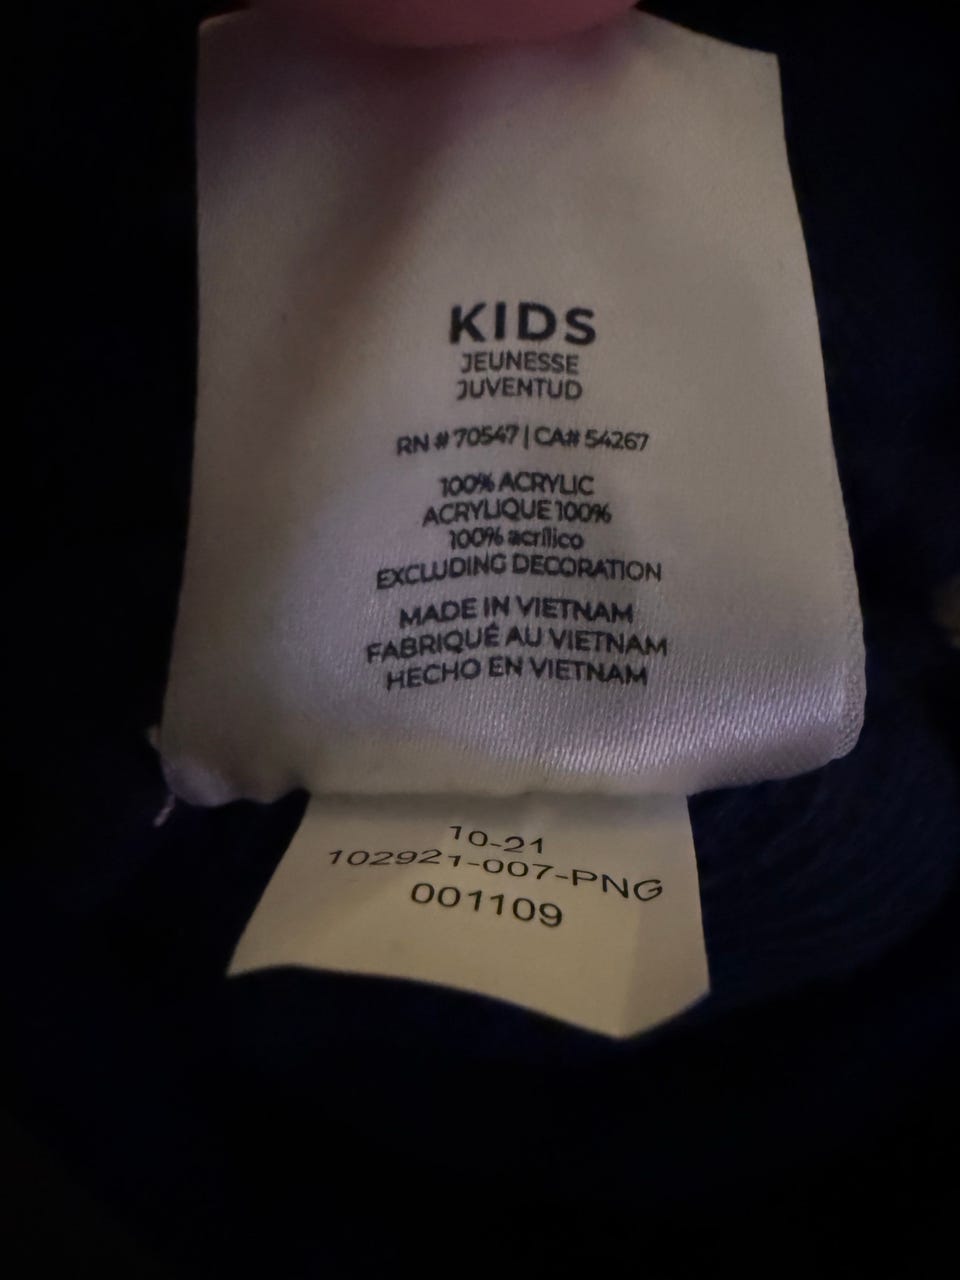 KIDS
JEUNESSE
JUVENTUD
RN # 70547 | CA# 54267
100% ACRYLIC
ACRYLIQUE 100%
100% acrílico
EXCLUDING DECORATION
MADE IN VIETNAM
FABRIQUÉ AU VIETNAM
HECHO EN VIETNAM
10-21
102921-007-PNG
001109